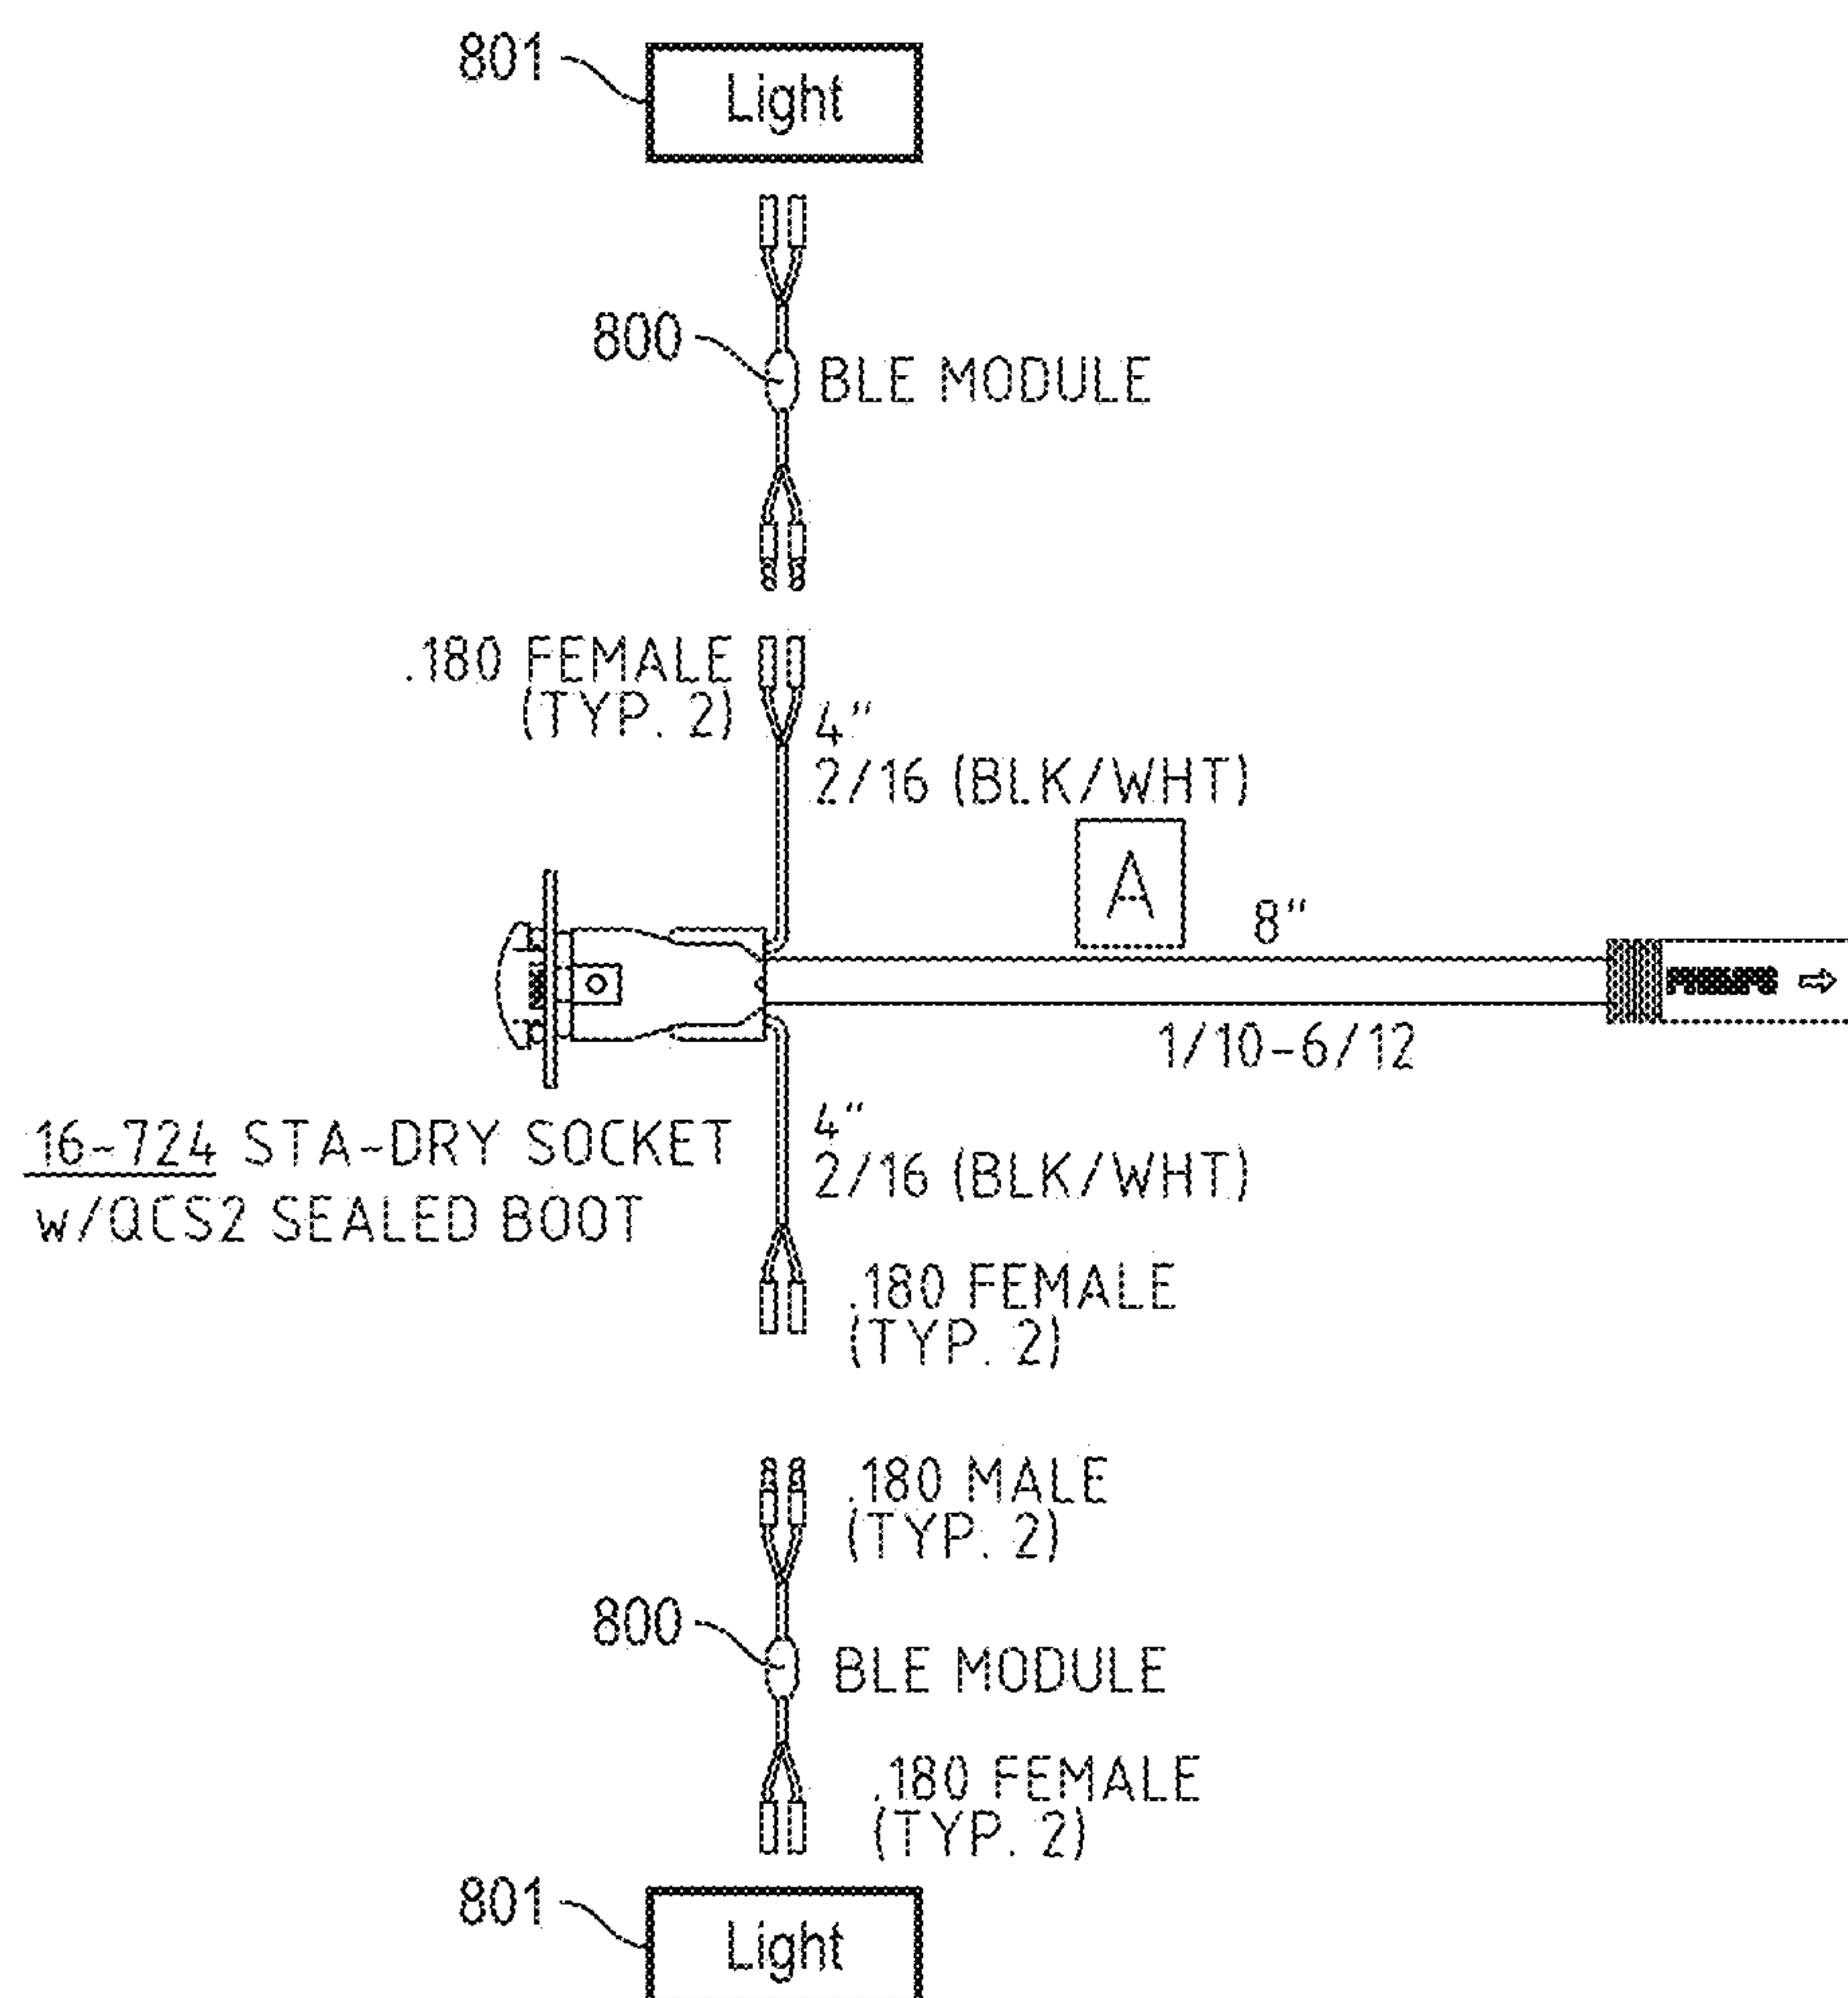 801
Light
800
BLE MODULE
.180 FEMALE
(TYP. 2)
4"
2/16 (BLK/WHT)
A
8"
1/10-6/12
16-724 STA-DRY SOCKET
w/QCS2 SEALED BOOT
4"
2/16 (BLK/WHT)
.180 FEMALE
(TYP. 2)
.180 MALE
(TYP. 2)
800
BLE MODULE
.180 FEMALE
(TYP. 2)
801
Light